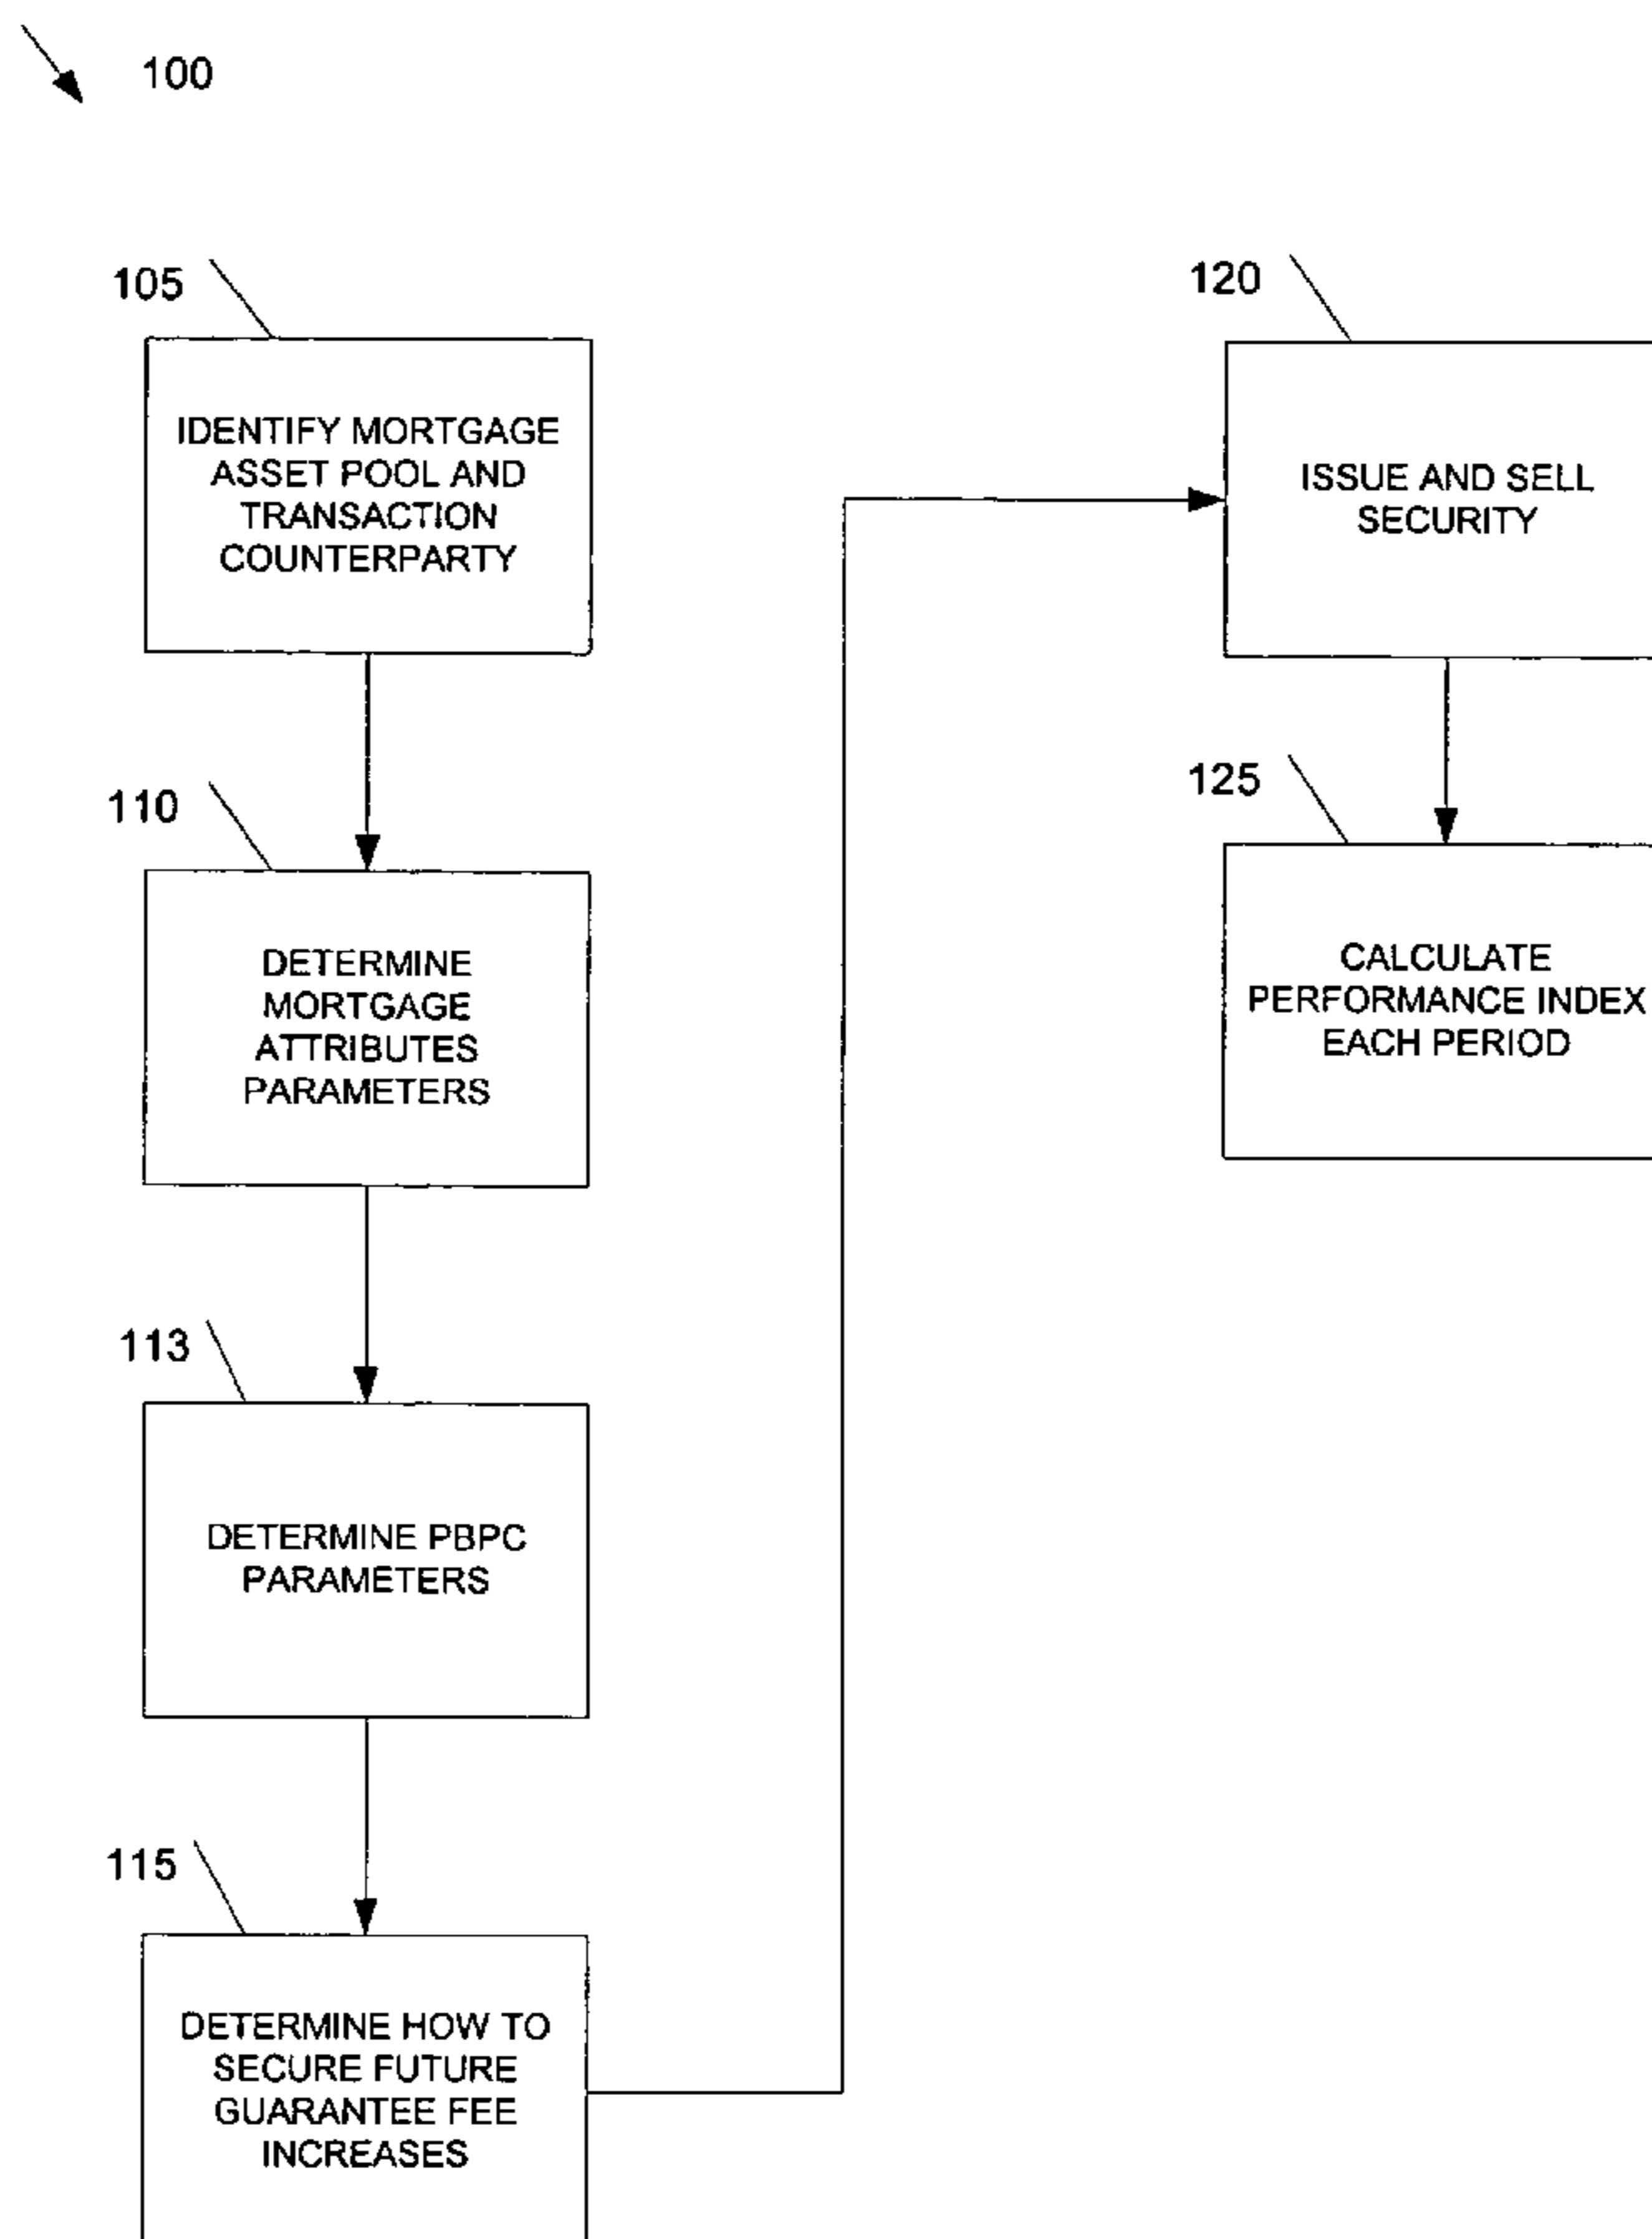 100
105
IDENTIFY MORTGAGE
ASSET POOL AND
TRANSACTION
COUNTERPARTY
110
DETERMINE
MORTGAGE
ATTRIBUTES
PARAMETERS
113
DETERMINE PBPC
PARAMETERS
115
DETERMINE HOW TO
SECURE FUTURE
GUARANTEE FEE
INCREASES
120
ISSUE AND SELL
SECURITY
125
CALCULATE
PERFORMANCE INDEX
EACH PERIOD